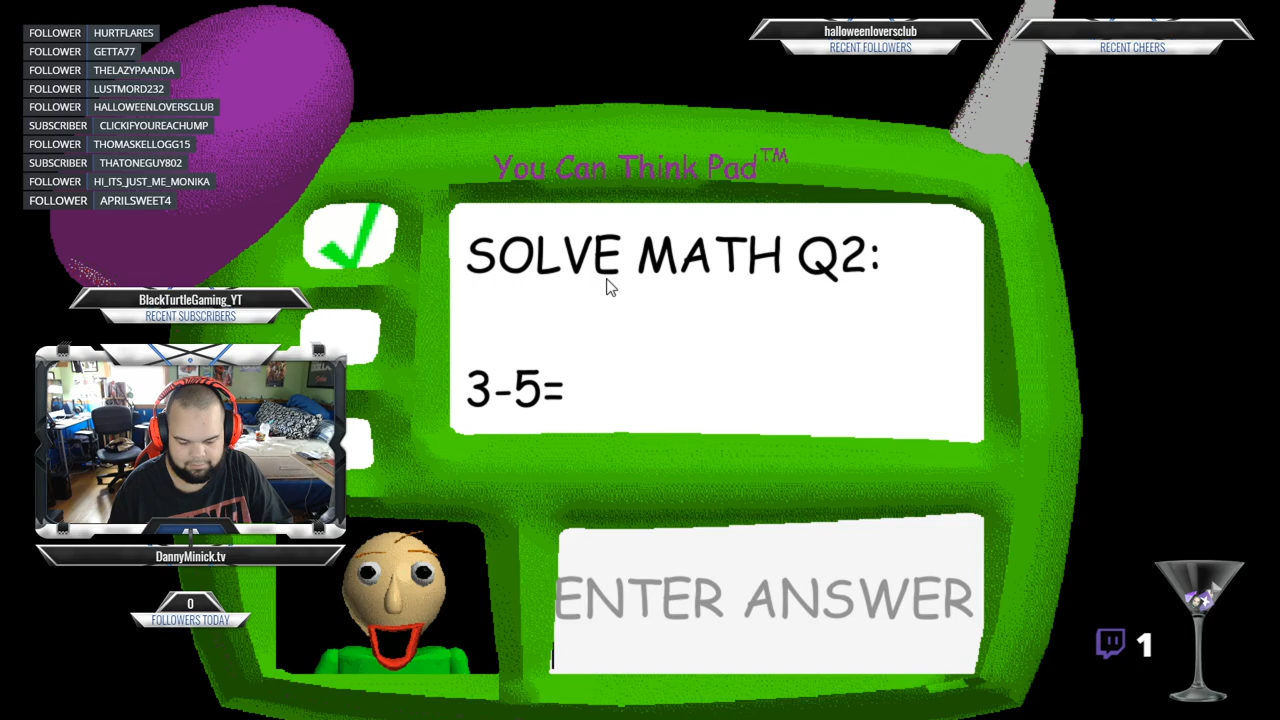 FOLLOWER HURTFLARES
FOLLOWER GETTA77
FOLLOWER THELAZYPAANDA
FOLLOWER LUSTMORD232
FOLLOWER HALLOWEENLOVERSCLUB
SUBSCRIBER CLICKIFYOUREACHUMP
FOLLOWER THOMASKELLOGG15
SUBSCRIBER THATONEGUY802
FOLLOWER HI_ITS_JUST_ME_MONIKA
FOLLOWER APRILSWEET4
halloweenloversclub
RECENT FOLLOWERS
RECENT CHEERS
You Can Think Pad™
SOLVE MATH Q2:
3-5=
BlackTurtleGaming_YT
RECENT SUBSCRIBERS
DannyMinick.tv
0
FOLLOWERS TODAY
ENTER ANSWER
1